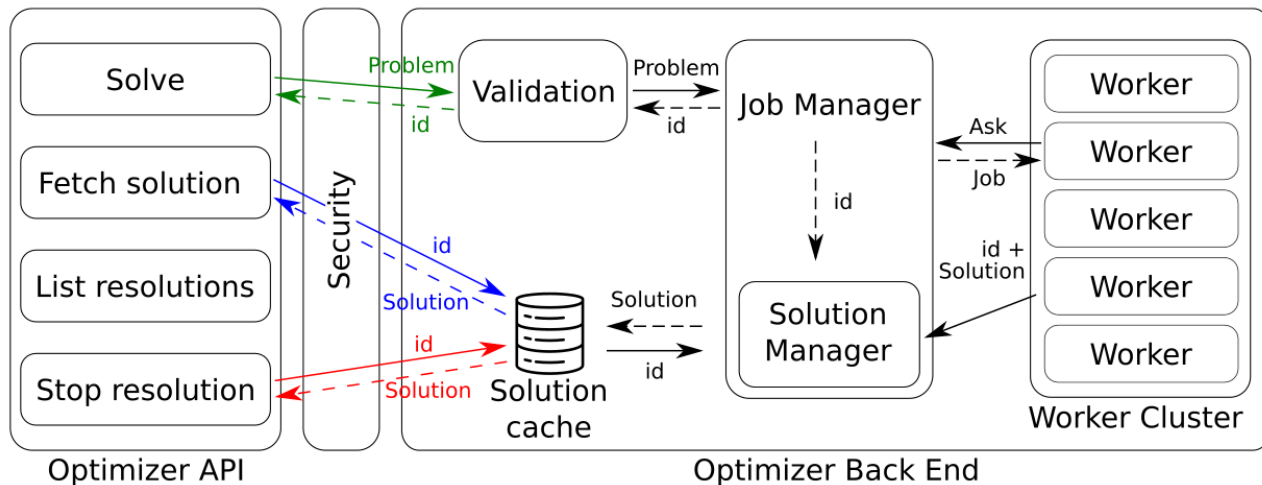 Solve
Fetch solution
List resolutions
Stop resolution
Optimizer API
Security
Problem
id
id
Solution
id
Solution
Validation
Problem
id
Solution
id
Solution
cache
Job Manager
id
Solution
Manager
Ask
Job
id +
Solution
Worker
Worker
Worker
Worker
Worker
Worker Cluster
Optimizer Back End